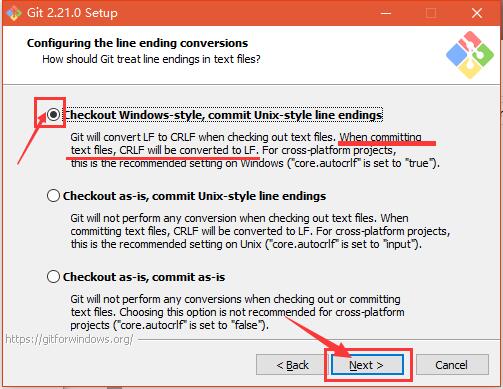 Git 2.21.0 Setup
Configuring the line ending conversions
How should Git treat line endings in text files?
Checkout Windows-style, commit Unix-style line endings
Git will convert LF to CRLF when checking out text files. When committing
text files, CRLF will be converted to LF. For cross-platform projects,
this is the recommended setting on Windows ("core.autocrlf" is set to "true").
Checkout as-is, commit Unix-style line endings
Git will not perform any conversion when checking out text files. When
committing text files, CRLF will be converted to LF. For cross-platform projects,
this is the recommended setting on Unix ("core.autocrlf" is set to "input").
Checkout as-is, commit as-is
Git will not perform any conversions when checking out or committing
text files. Choosing this option is not recommended for cross-platform
projects ("core.autocrlf" is set to "false").
https://gitforwindows.org/
< Back
Next >
Cancel